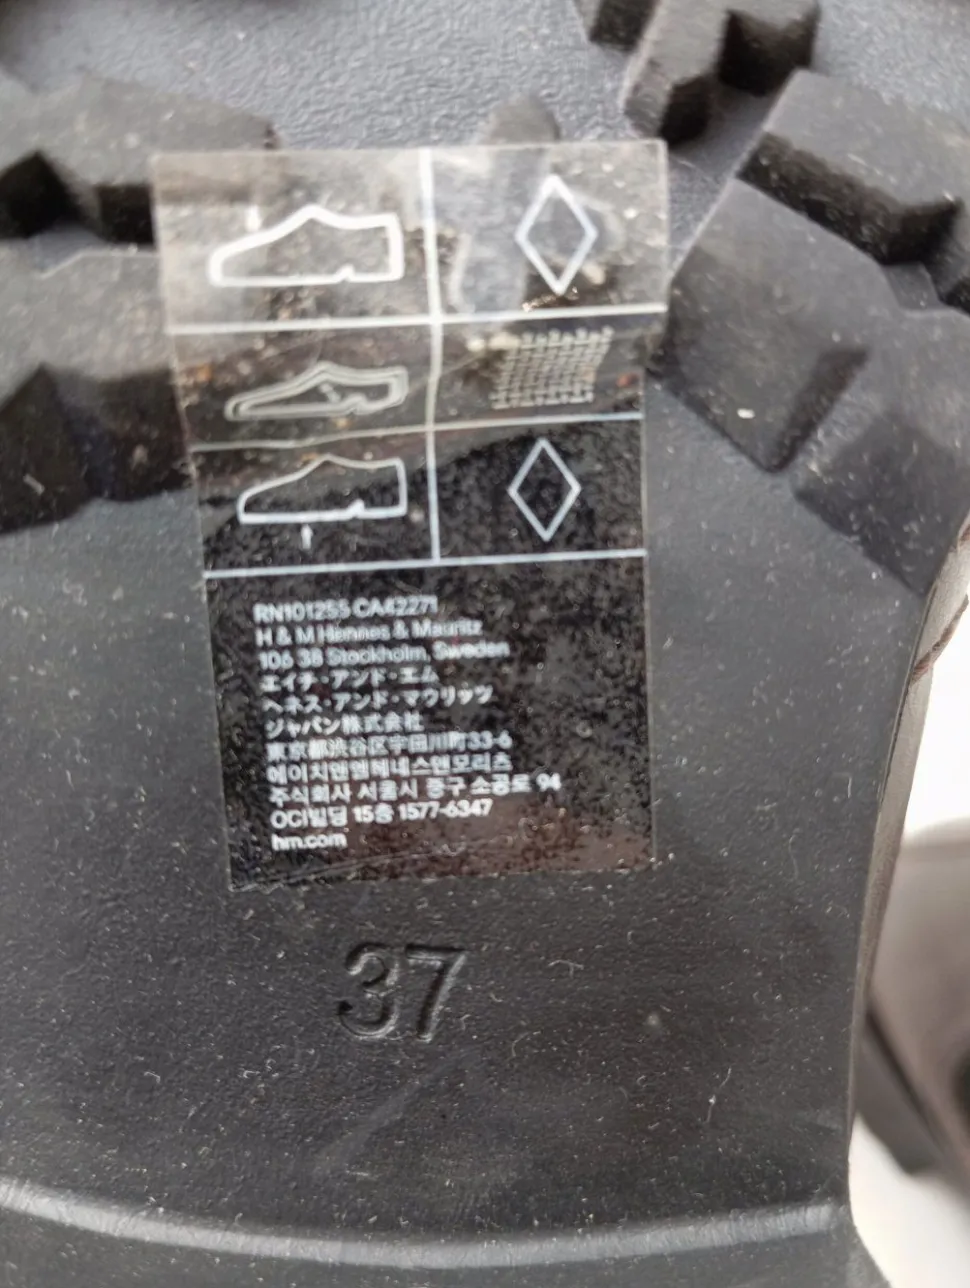 RN101255 CA42271
H & M Hennes & Mauritz
106 38 Stockholm, Sweden
エイチ・アンド・エム
ヘネス・アンド・マウリッツ
ジャパン株式会社
東京都渋谷区宇田川町33-6
에이치앤엠헤네스앤모리츠
주식회사 서울시 중구 소공로 94
OCI빌딩 15층 1577-6347
hm.com
37